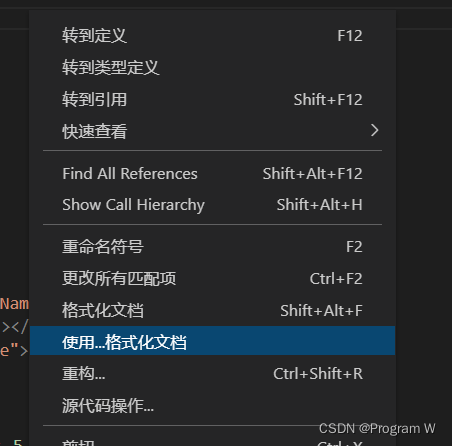 转到定义 F12
转到类型定义
转到引用 Shift+F12
快速查看
Find All References Shift+Alt+F12
Show Call Hierarchy Shift+Alt+H
重命名符号 F2
更改所有匹配项 Ctrl+F2
Nam
格式化文档 Shift+Alt+F
></
使用...格式化文档
e">
重构... Ctrl+Shift+R
源代码操作...
CSDN @Program W
5
剪切 Ctrl+X